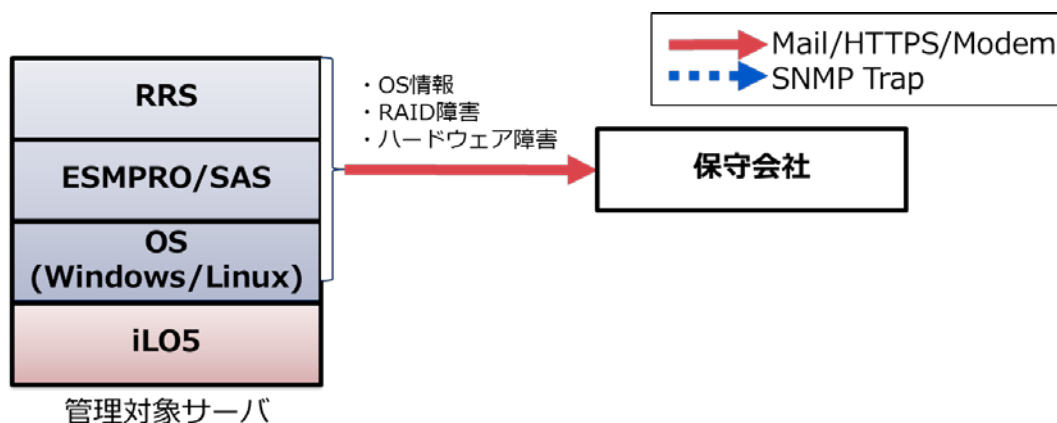 Mail/HTTPS/Modem
SNMP Trap
RRS
ESMPRO/SAS
OS
(Windows/Linux)
iLO5
管理対象サーバ
・OS情報
・RAID障害
・ハードウェア障害
保守会社